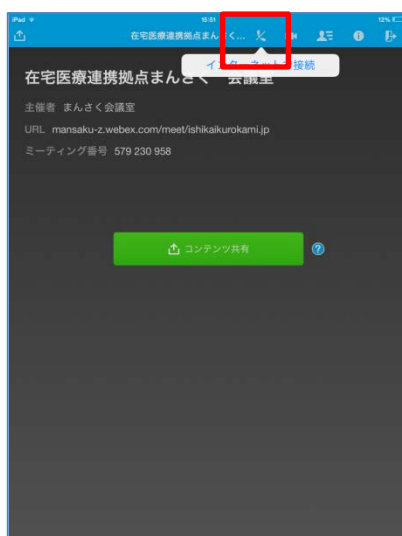 iPad 15:51 12%
在宅医療連携拠点まんさく...
インターネットで接続
在宅医療連携拠点まんさく 会議室
主催者 まんさく会議室
URL mansaku-z.webex.com/meet/ishikaikurokami.jp
ミーティング番号 579 230 958
コンテンツ共有